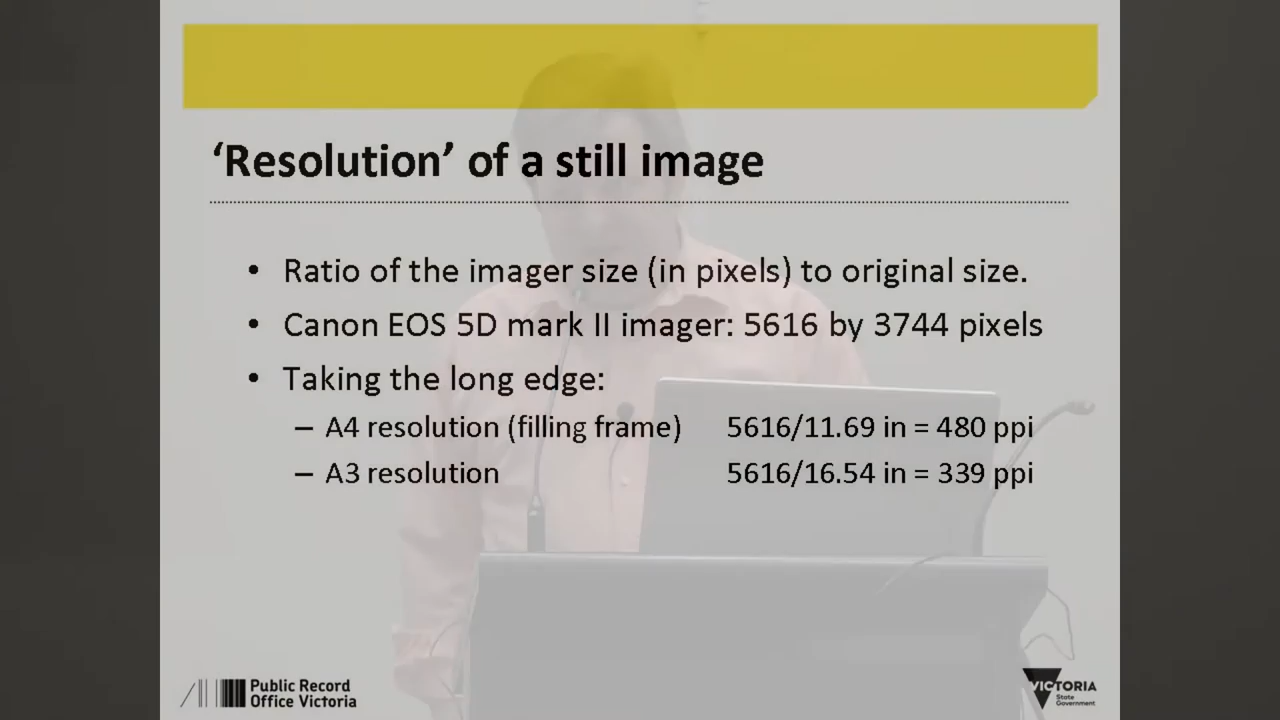 ‘Resolution’ of a still image
• Ratio of the imager size (in pixels) to original size.
• Canon EOS 5D mark II imager: 5616 by 3744 pixels
• Taking the long edge:
– A4 resolution (filling frame) 5616/11.69 in = 480 ppi
– A3 resolution 5616/16.54 in = 339 ppi
Public Record
Office Victoria
VICTORIA
State
Government